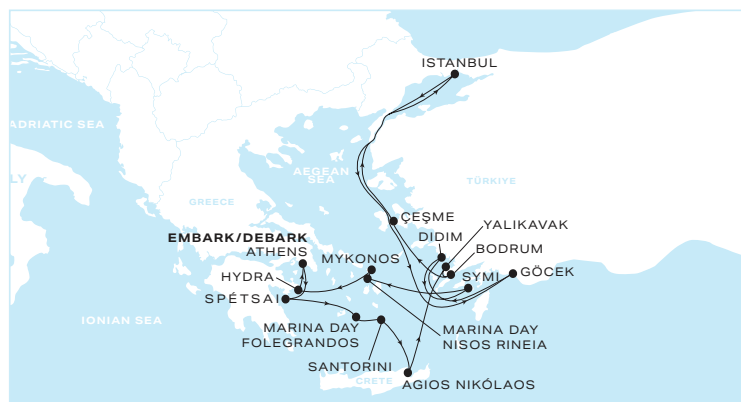 ISTANBUL
ADRIATIC SEA
LY
AEGEAN
SEA
TÜRKIYE
GREECE
ÇEŞME
YALIKAVAK
DIDIM
EMBARK/DEBARK
ATHENS
BODRUM
MYKONOS
SYMI
GÖCEK
HYDRA
SPÉTSAI
IONIAN SEA
MARINA DAY
FOLEGRANDOS
MARINA DAY
NISOS RINEIA
SANTORINI
CRETE
AGIOS NIKÓLAOS